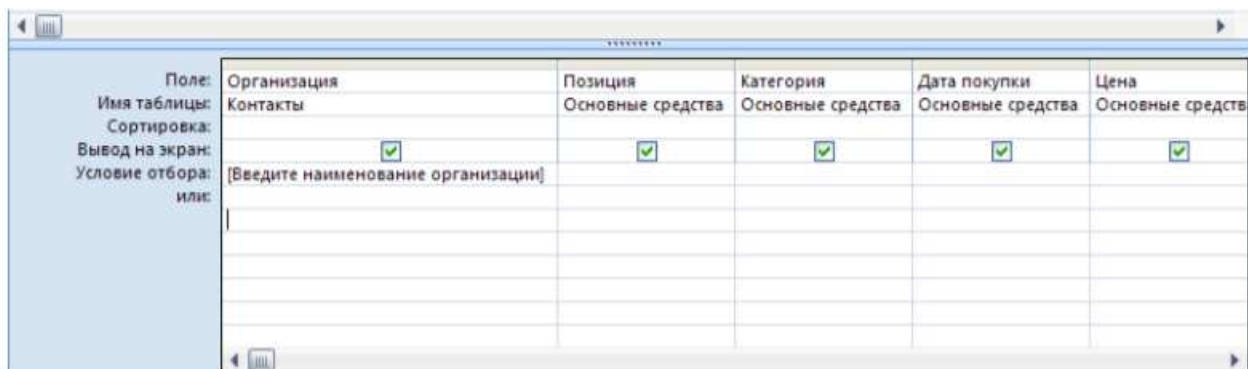 Поле: Организация Позиция Категория Дата покупки Цена
Имя таблицы: Контакты Основные средства Основные средства Основные средства Основные средств
Сортировка:
Вывод на экран:
Условие отбора: [Введите наименование организации]
или: